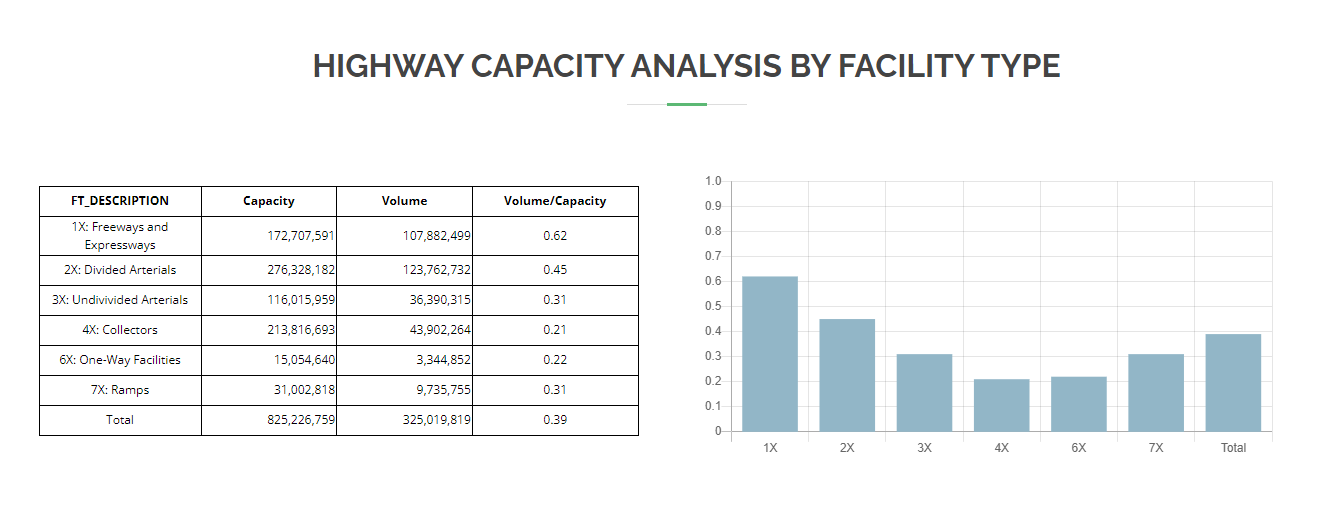 HIGHWAY CAPACITY ANALYSIS BY FACILITY TYPE
FT_DESCRIPTION Capacity Volume Volume/Capacity
1X: Freeways and
Expressways 172,707,591 107,882,499 0.62
2X: Divided Arterials 276,328,182 123,762,732 0.45
3X: Undivivided Arterials 116,015,959 36,390,315 0.31
4X: Collectors 213,816,693 43,902,264 0.21
6X: One-Way Facilities 15,054,640 3,344,852 0.22
7X: Ramps 31,002,818 9,735,755 0.31
Total 825,226,759 325,019,819 0.39
1.0
0.9
0.8
0.7
0.6
0.5
0.4
0.3
0.2
0.1
0
1X 2X 3X 4X 6X 7X Total